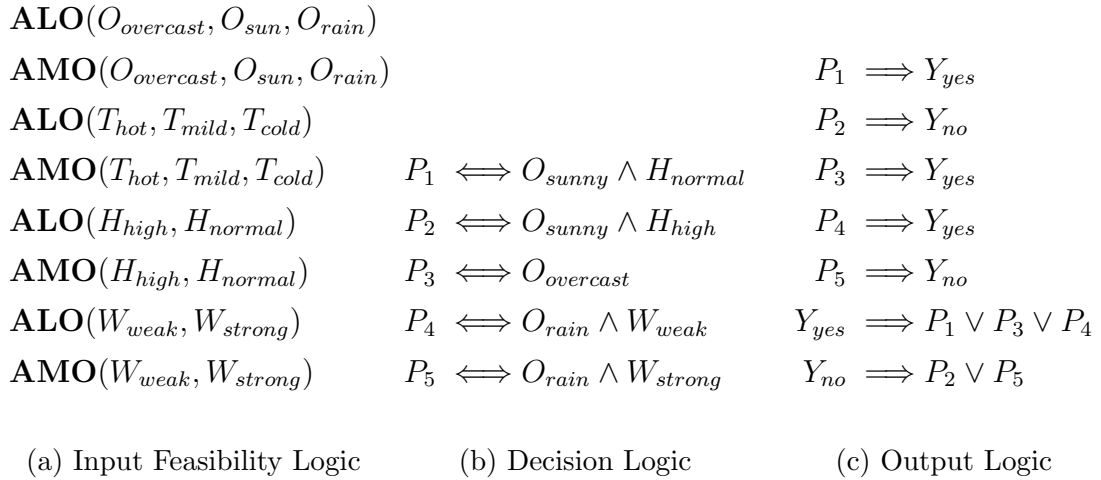 ALO(O_overcast, O_sun, O_rain)
AMO(O_overcast, O_sun, O_rain)
ALO(T_hot, T_mild, T_cold)
AMO(T_hot, T_mild, T_cold)
ALO(H_high, H_normal)
AMO(H_high, H_normal)
ALO(W_weak, W_strong)
AMO(W_weak, W_strong)
(a) Input Feasibility Logic
P_1 ⟺ O_sunny ∧ H_normal
P_2 ⟺ O_sunny ∧ H_high
P_3 ⟺ O_overcast
P_4 ⟺ O_rain ∧ W_weak
P_5 ⟺ O_rain ∧ W_strong
(b) Decision Logic
P_1 ⟹ Y_yes
P_2 ⟹ Y_no
P_3 ⟹ Y_yes
P_4 ⟹ Y_yes
P_5 ⟹ Y_no
Y_yes ⟹ P_1 ∨ P_3 ∨ P_4
Y_no ⟹ P_2 ∨ P_5
(c) Output Logic